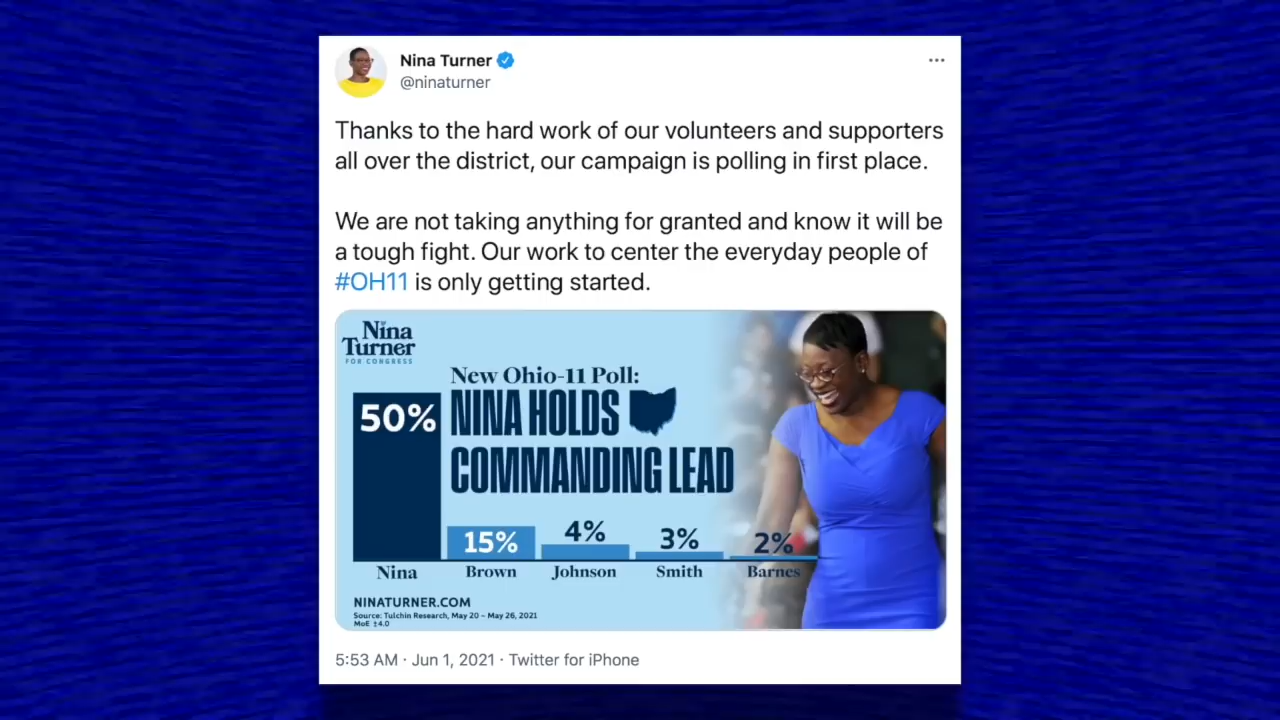 Nina Turner
@ninaturner
Thanks to the hard work of our volunteers and supporters
all over the district, our campaign is polling in first place.
We are not taking anything for granted and know it will be
a tough fight. Our work to center the everyday people of
#OH11 is only getting started.
Nina
Turner
FOR CONGRESS
New Ohio-11 Poll:
NINA HOLDS
COMMANDING LEAD
50%
15%
4%
3%
2%
Nina
Brown
Johnson
Smith
Barnes
NINATURNER.COM
Source: Tulchin Research, May 20 – May 26, 2021
MoE ±4.0
5:53 AM · Jun 1, 2021 · Twitter for iPhone